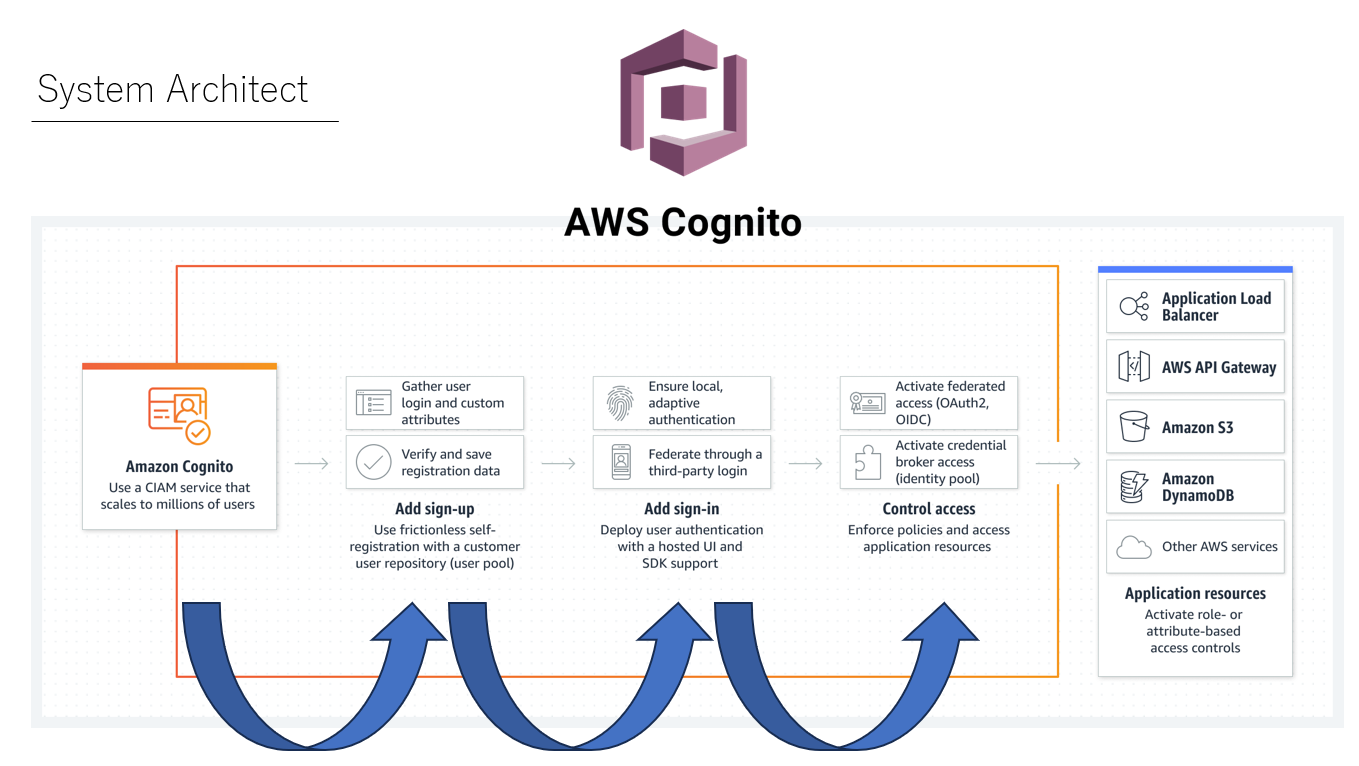 System Architect
AWS Cognito
Amazon Cognito
Use a CIAM service that
scales to millions of users
Gather user
login and custom
attributes
Verify and save
registration data
Add sign-up
Use frictionless self-
registration with a customer
user repository (user pool)
Ensure local,
adaptive
authentication
Federate through a
third-party login
Add sign-in
Deploy user authentication
with a hosted UI and
SDK support
Activate federated
access (OAuth2,
OIDC)
Activate credential
broker access
(identity pool)
Control access
Enforce policies and access
application resources
Application Load
Balancer
AWS API Gateway
Amazon S3
Amazon
DynamoDB
Other AWS services
Application resources
Activate role- or
attribute-based
access controls